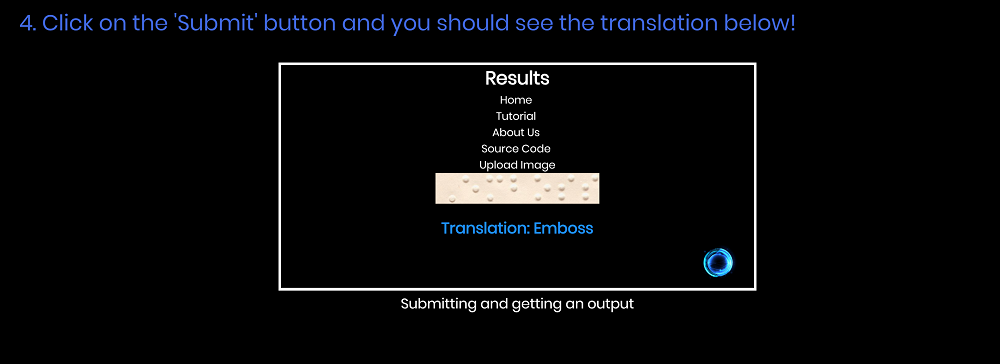 4. Click on the 'Submit' button and you should see the translation below!
Results
Home
Tutorial
About Us
Source Code
Upload Image
Translation: Emboss
Submitting and getting an output